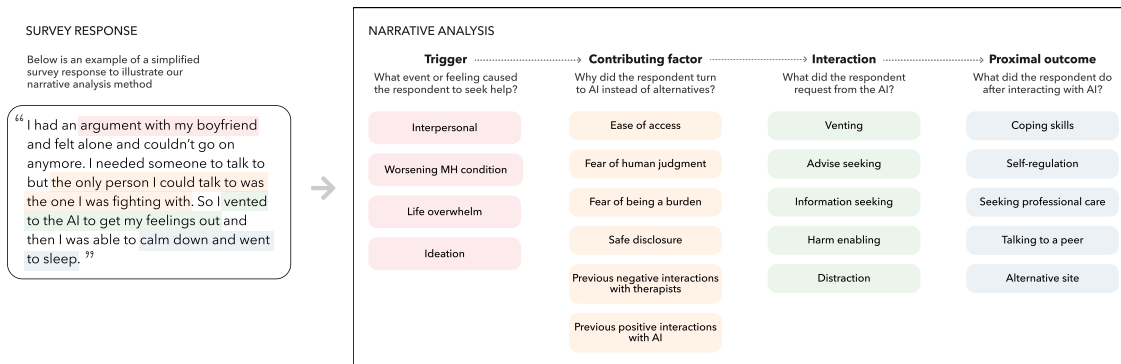 SURVEY RESPONSE
Below is an example of a simplified
survey response to illustrate our
narrative analysis method
“ I had an argument with my boyfriend
and felt alone and couldn't go on
anymore. I needed someone to talk to
but the only person I could talk to was
the one I was fighting with. So I vented
to the AI to get my feelings out and
then I was able to calm down and went
to sleep. ”
NARRATIVE ANALYSIS
Trigger
What event or feeling caused
the respondent to seek help?
Interpersonal
Worsening MH condition
Life overwhelm
Ideation
Contributing factor
Why did the respondent turn
to AI instead of alternatives?
Ease of access
Fear of human judgment
Fear of being a burden
Safe disclosure
Previous negative interactions
with therapists
Previous positive interactions
with AI
Interaction
What did the respondent
request from the AI?
Venting
Advise seeking
Information seeking
Harm enabling
Distraction
Proximal outcome
What did the respondent do
after interacting with AI?
Coping skills
Self-regulation
Seeking professional care
Talking to a peer
Alternative site